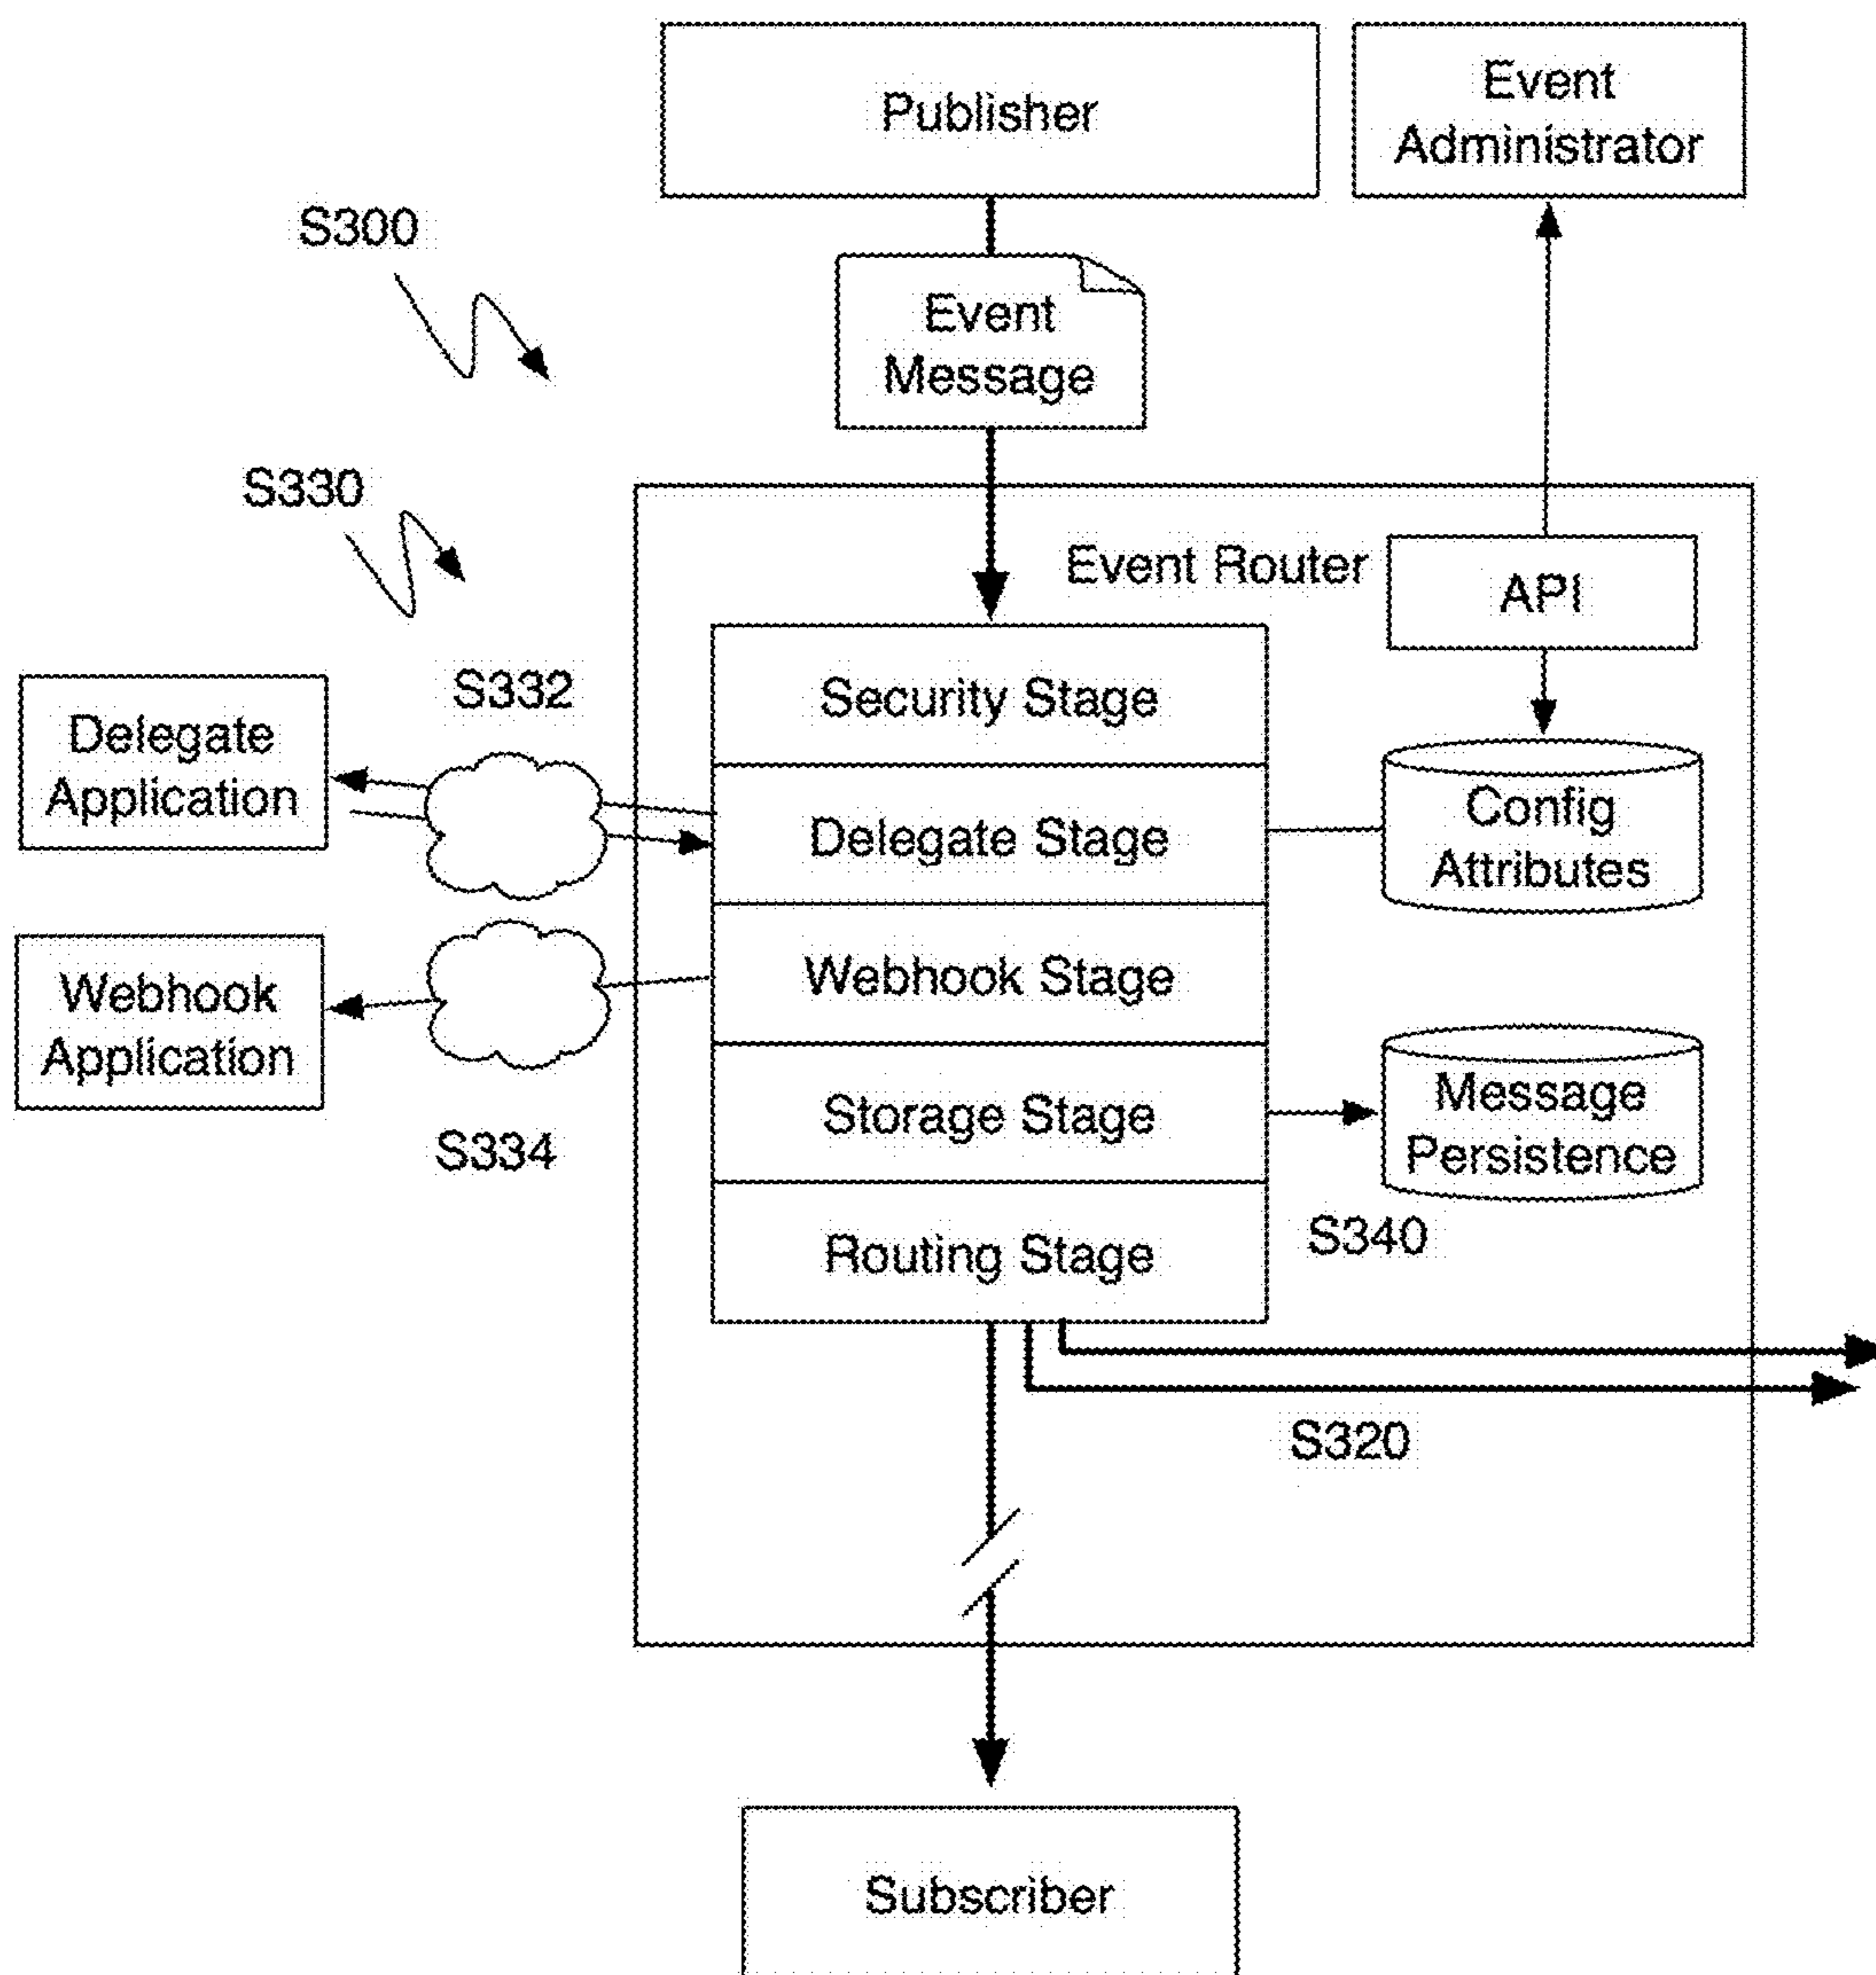 Publisher
Event
Administrator
S300
Event
Message
S330
Event Router
API
Security Stage
S332
Delegate
Application
Delegate Stage
Config
Attributes
Webhook Stage
Webhook
Application
Storage Stage
Message
Persistence
S334
Routing Stage
S340
S320
Subscriber